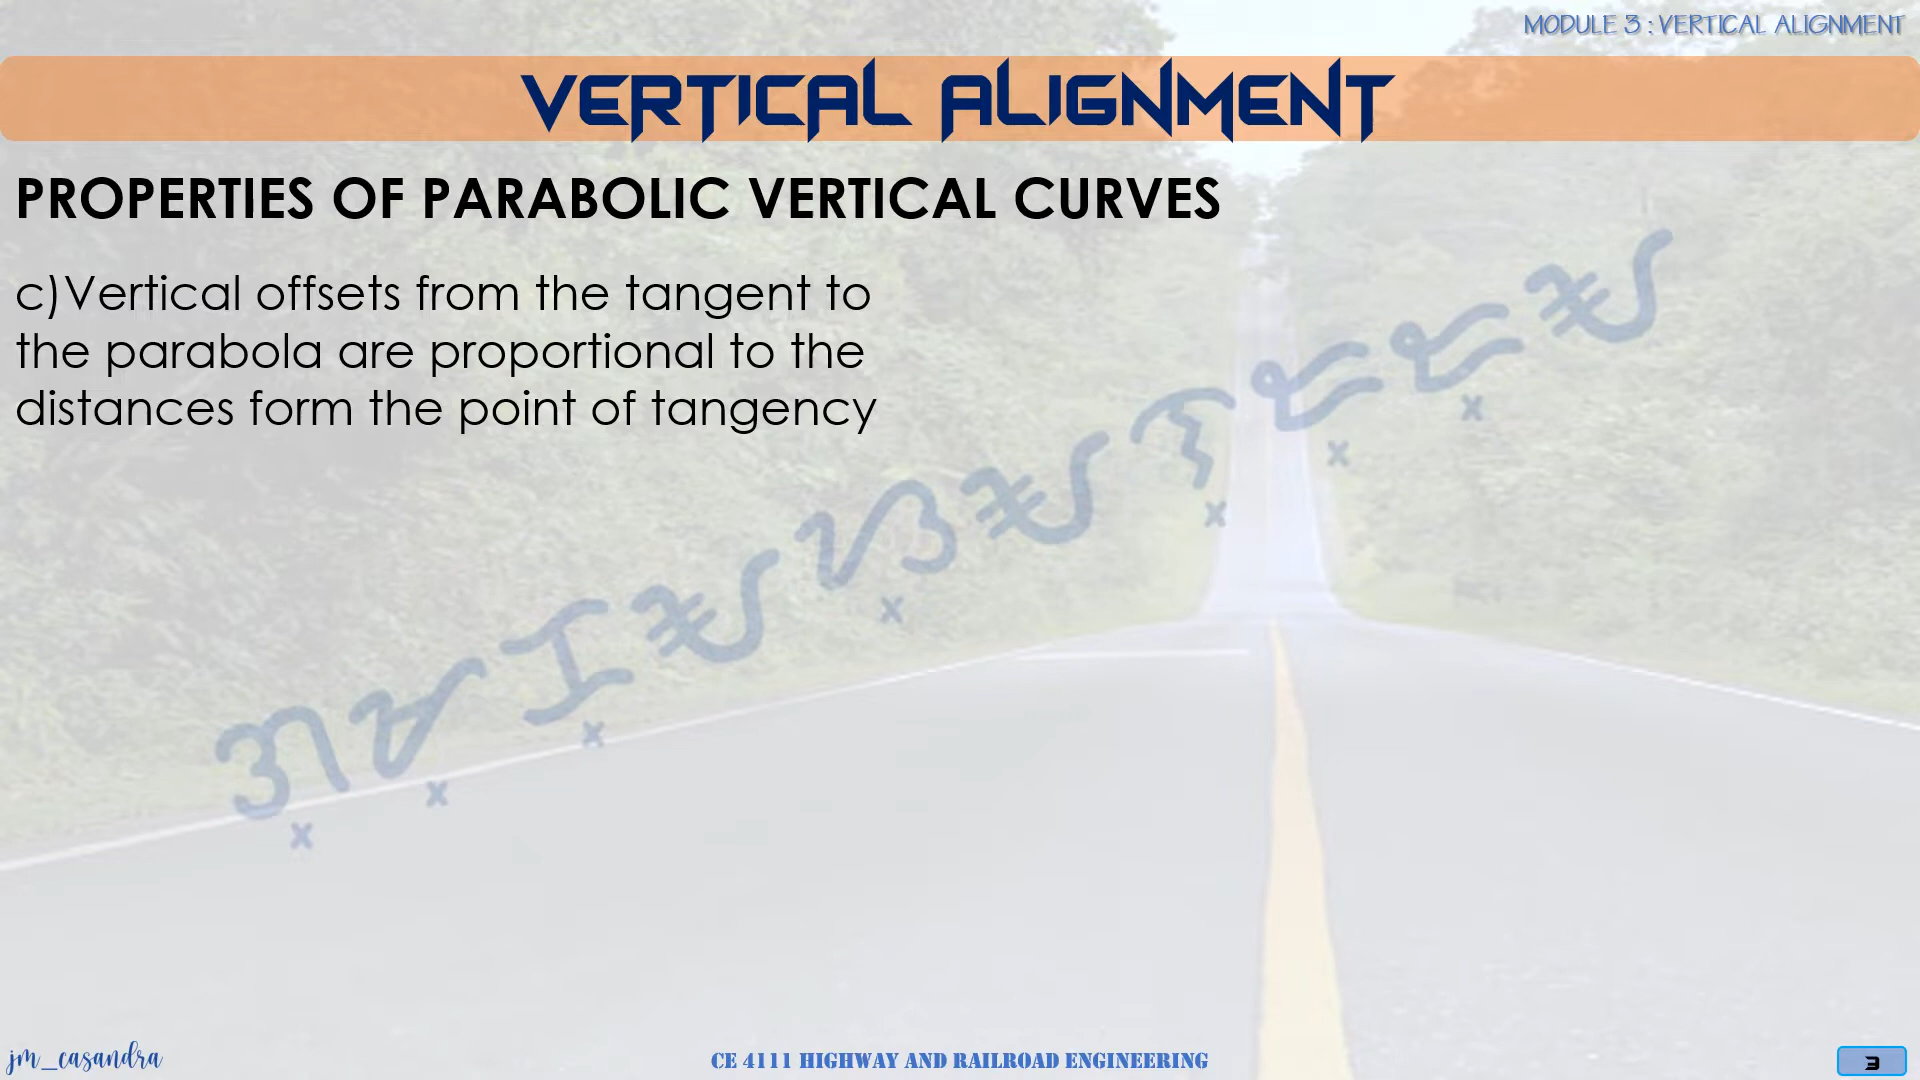 MODULE 3 : VERTICAL ALIGNMENT
VERTICAL ALIGNMENT
PROPERTIES OF PARABOLIC VERTICAL CURVES
c)Vertical offsets from the tangent to
the parabola are proportional to the
distances form the point of tangency
jm_casandra
CE 4111 HIGHWAY AND RAILROAD ENGINEERING
3